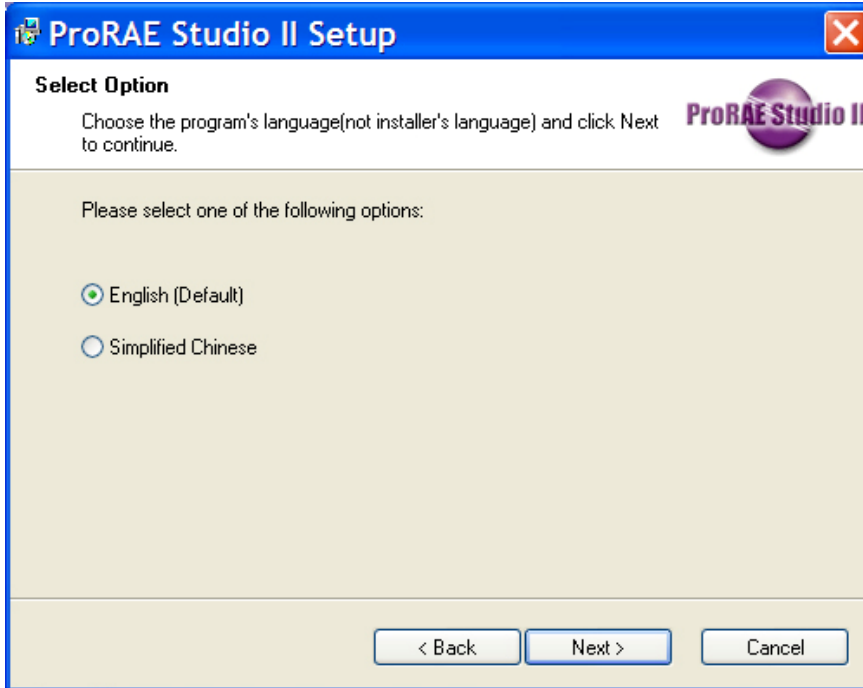 ProRAE Studio II Setup
Select Option
Choose the program's language(not installer's language) and click Next
to continue.
ProRAE Studio II
Please select one of the following options:
English (Default)
Simplified Chinese
< Back
Next >
Cancel